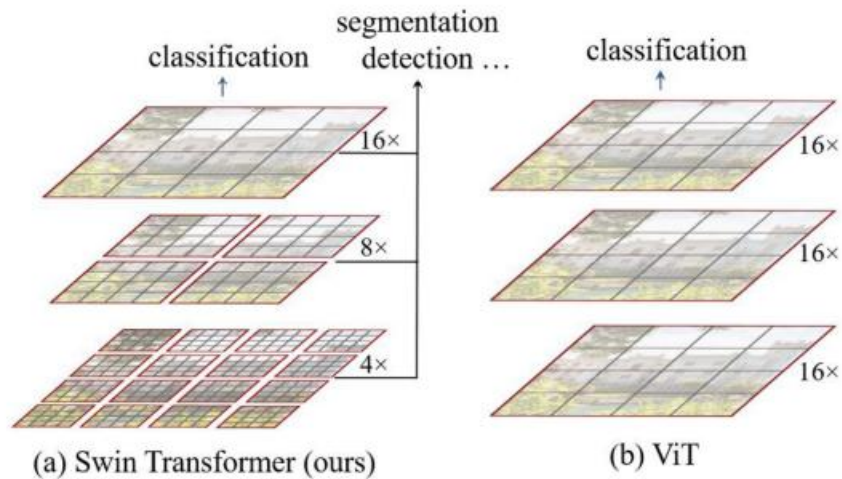 segmentation
detection ...
classification
16×
8×
4×
(a) Swin Transformer (ours)
classification
16×
16×
16×
(b) ViT